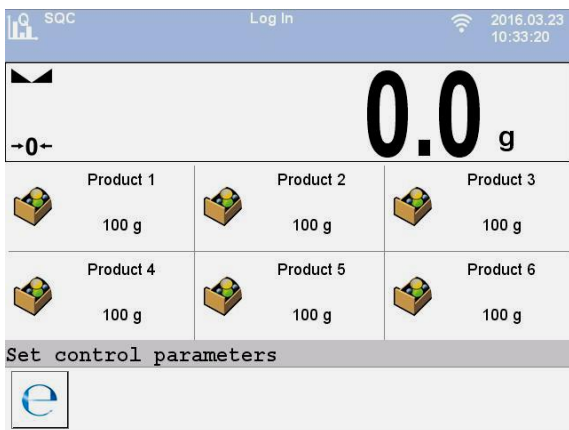 Q SQC Log In 2016.03.23
10:33:20
→0← 0.0 g
Product 1 Product 2 Product 3
100 g 100 g 100 g
Product 4 Product 5 Product 6
100 g 100 g 100 g
Set control parameters
e